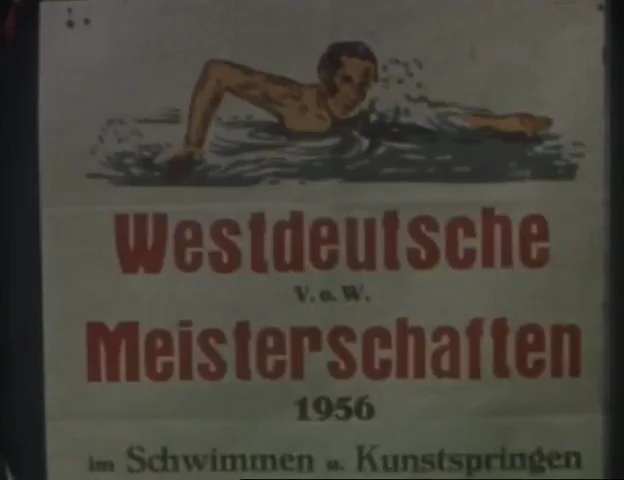 Westdeutsche
V. o. W.
Meisterschaften
1956
im Schwimmen u. Kunstspringen